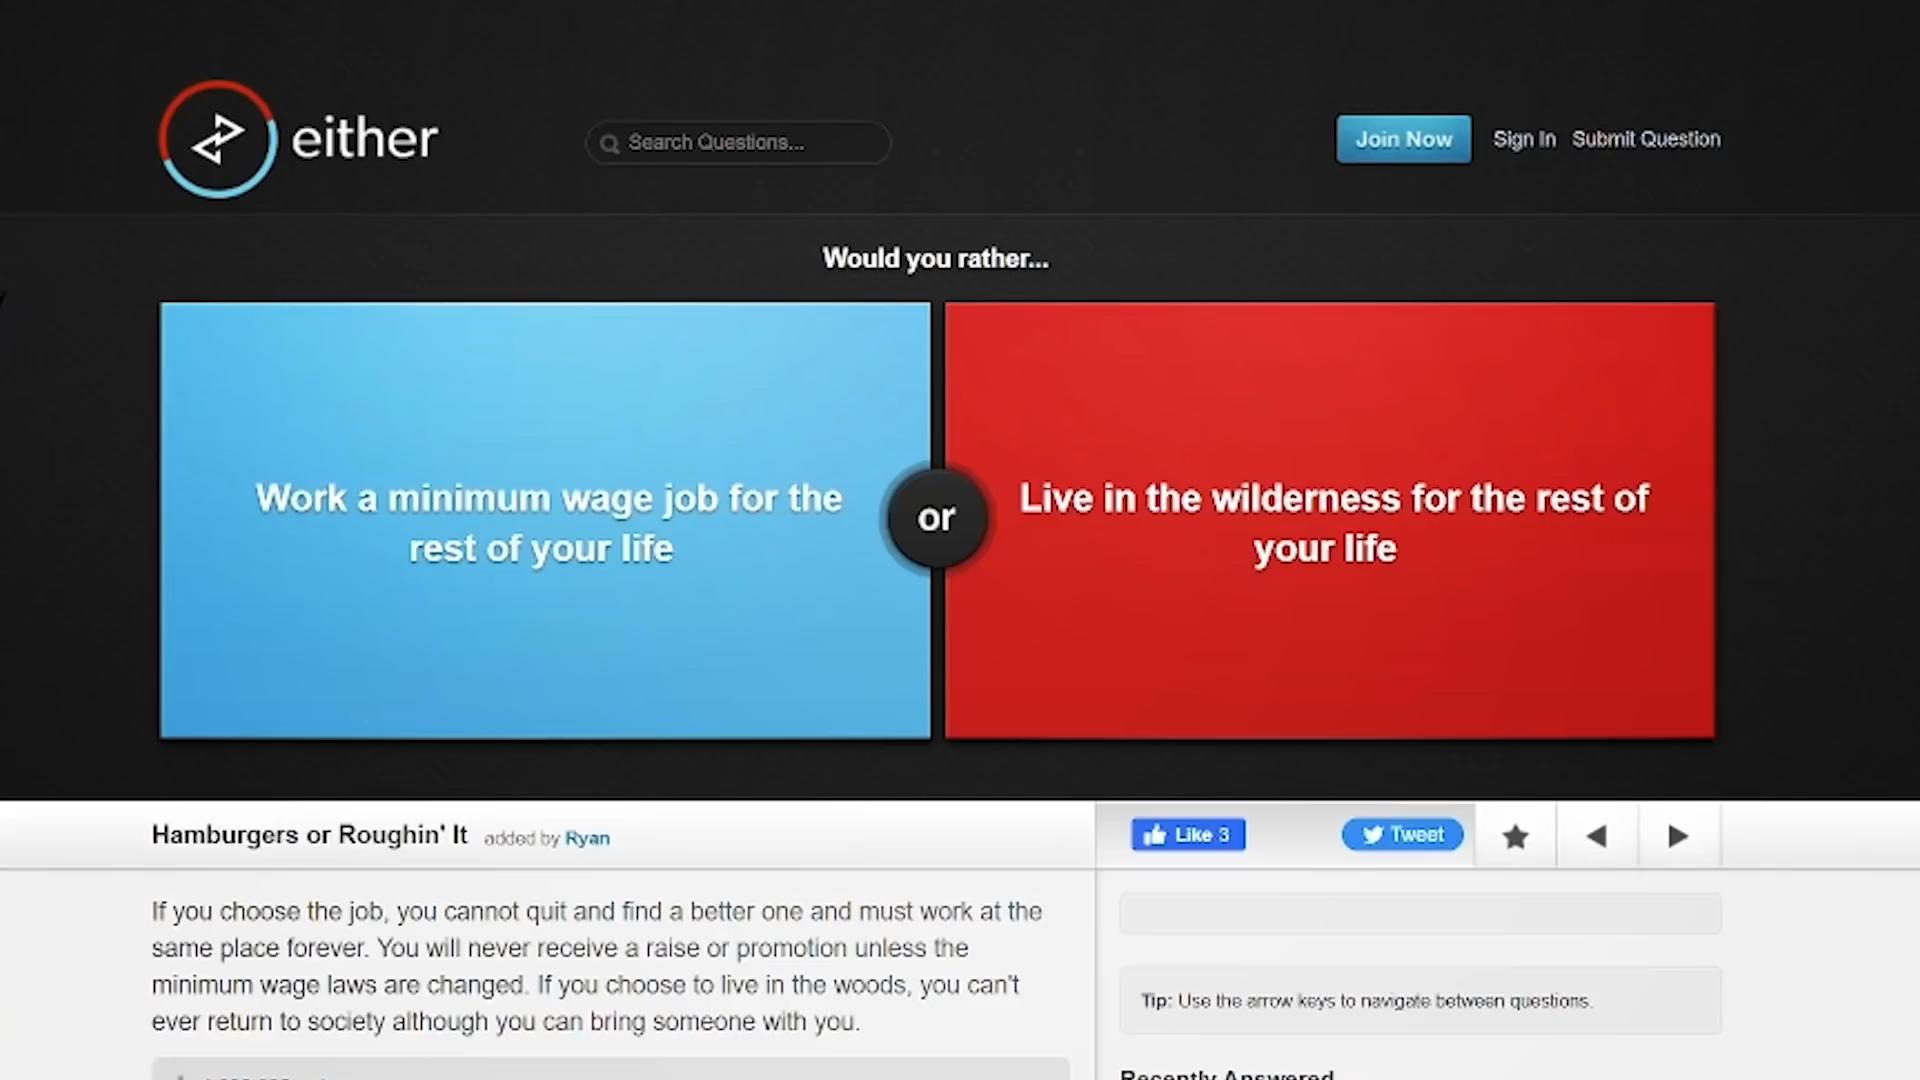 either
Search Questions...
Join Now
Sign In
Submit Question
Would you rather...
Work a minimum wage job for the
rest of your life
or
Live in the wilderness for the rest of
your life
Hamburgers or Roughin' It added by Ryan
Like 3
Tweet
If you choose the job, you cannot quit and find a better one and must work at the
same place forever. You will never receive a raise or promotion unless the
minimum wage laws are changed. If you choose to live in the woods, you can't
ever return to society although you can bring someone with you.
Tip: Use the arrow keys to navigate between questions.
Recently Answered